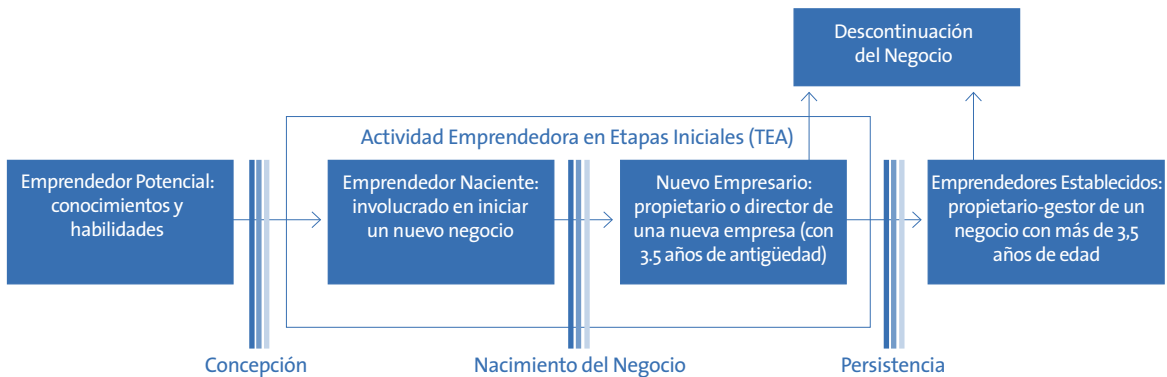 Descontinuación
del Negocio
Actividad Emprendedora en Etapas Iniciales (TEA)
Emprendedor Potencial:
conocimientos y
habilidades
Emprendedor Naciente:
involucrado en iniciar
un nuevo negocio
Nuevo Empresario:
propietario o director de
una nueva empresa (con
3.5 años de antigüedad)
Emprendedores Establecidos:
propietario-gestor de un
negocio con más de 3,5
años de edad
Concepción
Nacimiento del Negocio
Persistencia